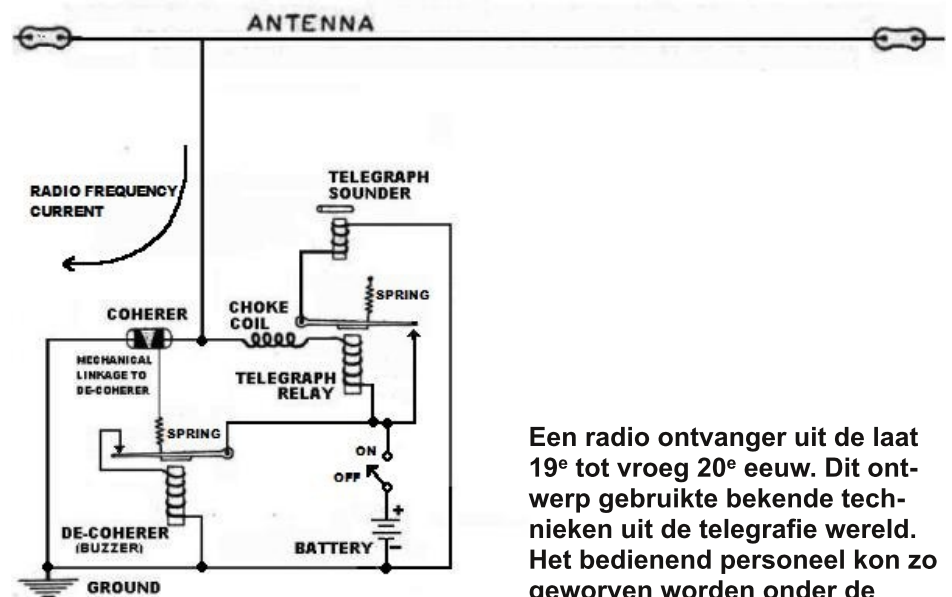 ANTENNA
RADIO FREQUENCY
CURRENT
TELEGRAPH
SOUNDER
SPRING
COHERER
CHOKE
COIL
MECHANICAL
LINKAGE TO
DE-COHERER
TELEGRAPH
RELAY
SPRING
ON
OFF
DE-COHERER
(BUZZER)
BATTERY
+
−
GROUND
Een radio ontvanger uit de laat
19e tot vroeg 20e eeuw. Dit ont-
werp gebruikte bekende tech-
nieken uit de telegrafie wereld.
Het bedienend personeel kon zo
geworven worden onder de